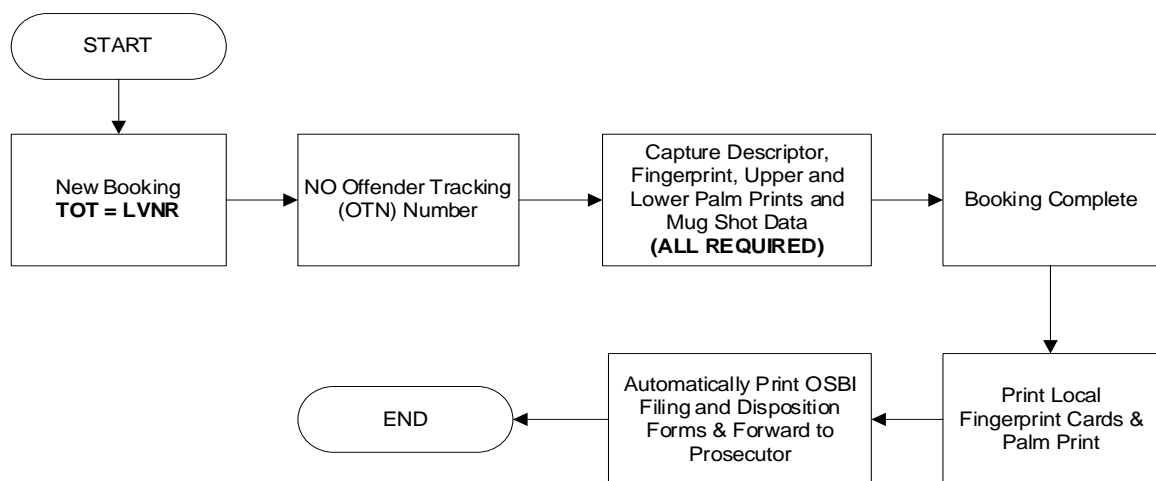 START
New Booking
TOT = LVNR
NO Offender Tracking
(OTN) Number
Capture Descriptor,
Fingerprint, Upper and
Lower Palm Prints and
Mug Shot Data
(ALL REQUIRED)
Booking Complete
Print Local
Fingerprint Cards &
Palm Print
Automatically Print OSBI
Filing and Disposition
Forms & Forward to
Prosecutor
END